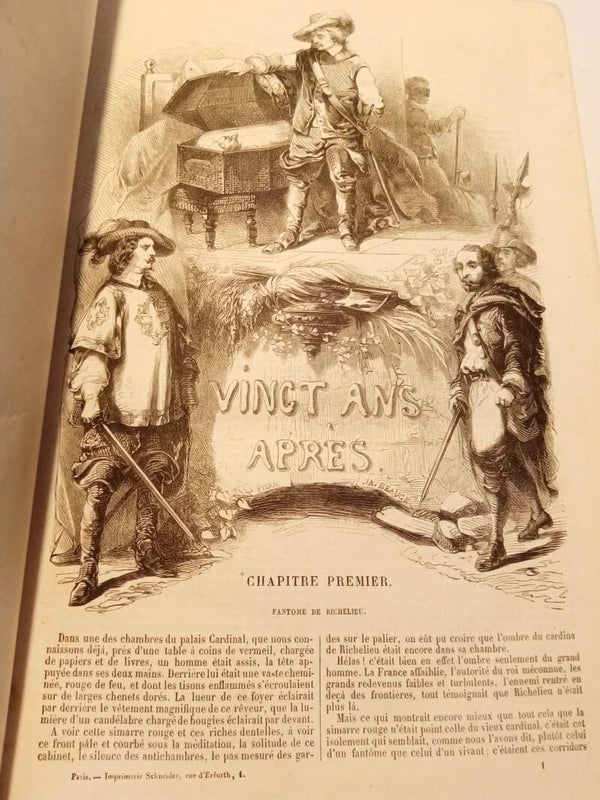 VINGT ANS
APRÈS.
CHAPITRE PREMIER.
FANTOME DE RICHELIEU.
Dans une des chambres du palais Cardinal, que nous con-
naissons déjà, près d'une table à coins de vermeil, chargée
de papiers et de livres, un homme était assis, la tête ap-
puyée dans ses deux mains. Derrière lui était une vaste chemi-
née, rouge de feu, et dont les tisons enflammés s'écroulaient
sur de larges chenets dorés. La lueur de ce foyer éclairait
par derrière le vêtement magnifique de ce rêveur, que la lu-
mière d'un candélabre chargé de bougies éclairait par devant.
A voir cette simarre rouge et ces riches dentelles, à voir
ce front pâle et courbé sous la méditation, la solitude de ce
cabinet, le silence des antichambres, le pas mesuré des gar-
des sur le palier, on eût pu croire que l'ombre du cardina
de Richelieu était encore dans sa chambre.
Hélas! c'était bien en effet l'ombre seulement du grand
homme. La France affaiblie, l'autorité du roi méconnue, les
grands redevenus faibles et turbulents, l'ennemi rentré en
deçà des frontières, tout témoignait que Richelieu n'était
plus là.
Mais ce qui montrait encore mieux que tout cela que la
simarre rouge n'était point celle du vieux cardinal, c'était cet
isolement qui semblait, comme nous l'avons dit, plutôt celui
d'un fantôme que celui d'un vivant; c'étaient ces corridors
Paris. — Imprimerie Schneider, rue d'Erfurth, 1.
1